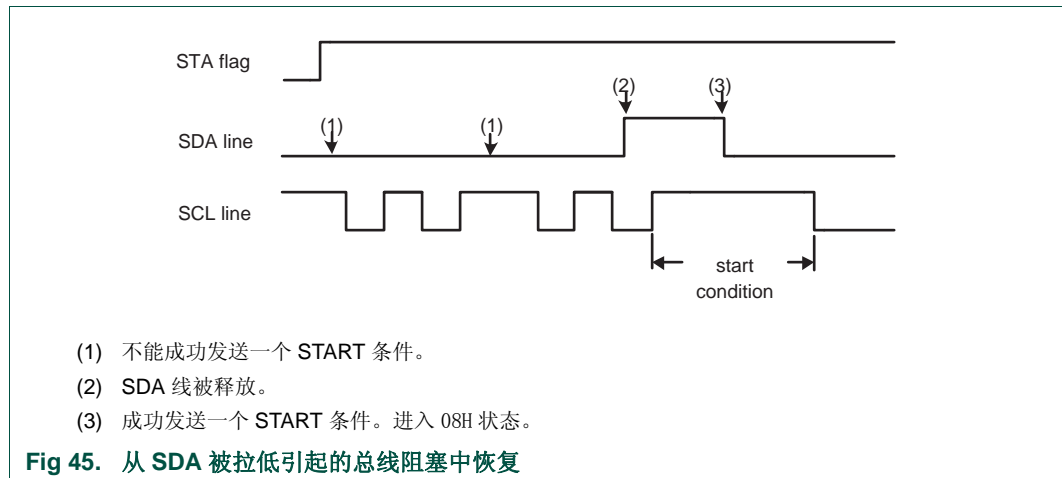 STA flag
(2) (3)
SDA line
(1) (1)
SCL line
start
condition
(1) 不能成功发送一个 START 条件。
(2) SDA 线被释放。
(3) 成功发送一个 START 条件。进入 08H 状态。
Fig 45. 从 SDA 被拉低引起的总线阻塞中恢复